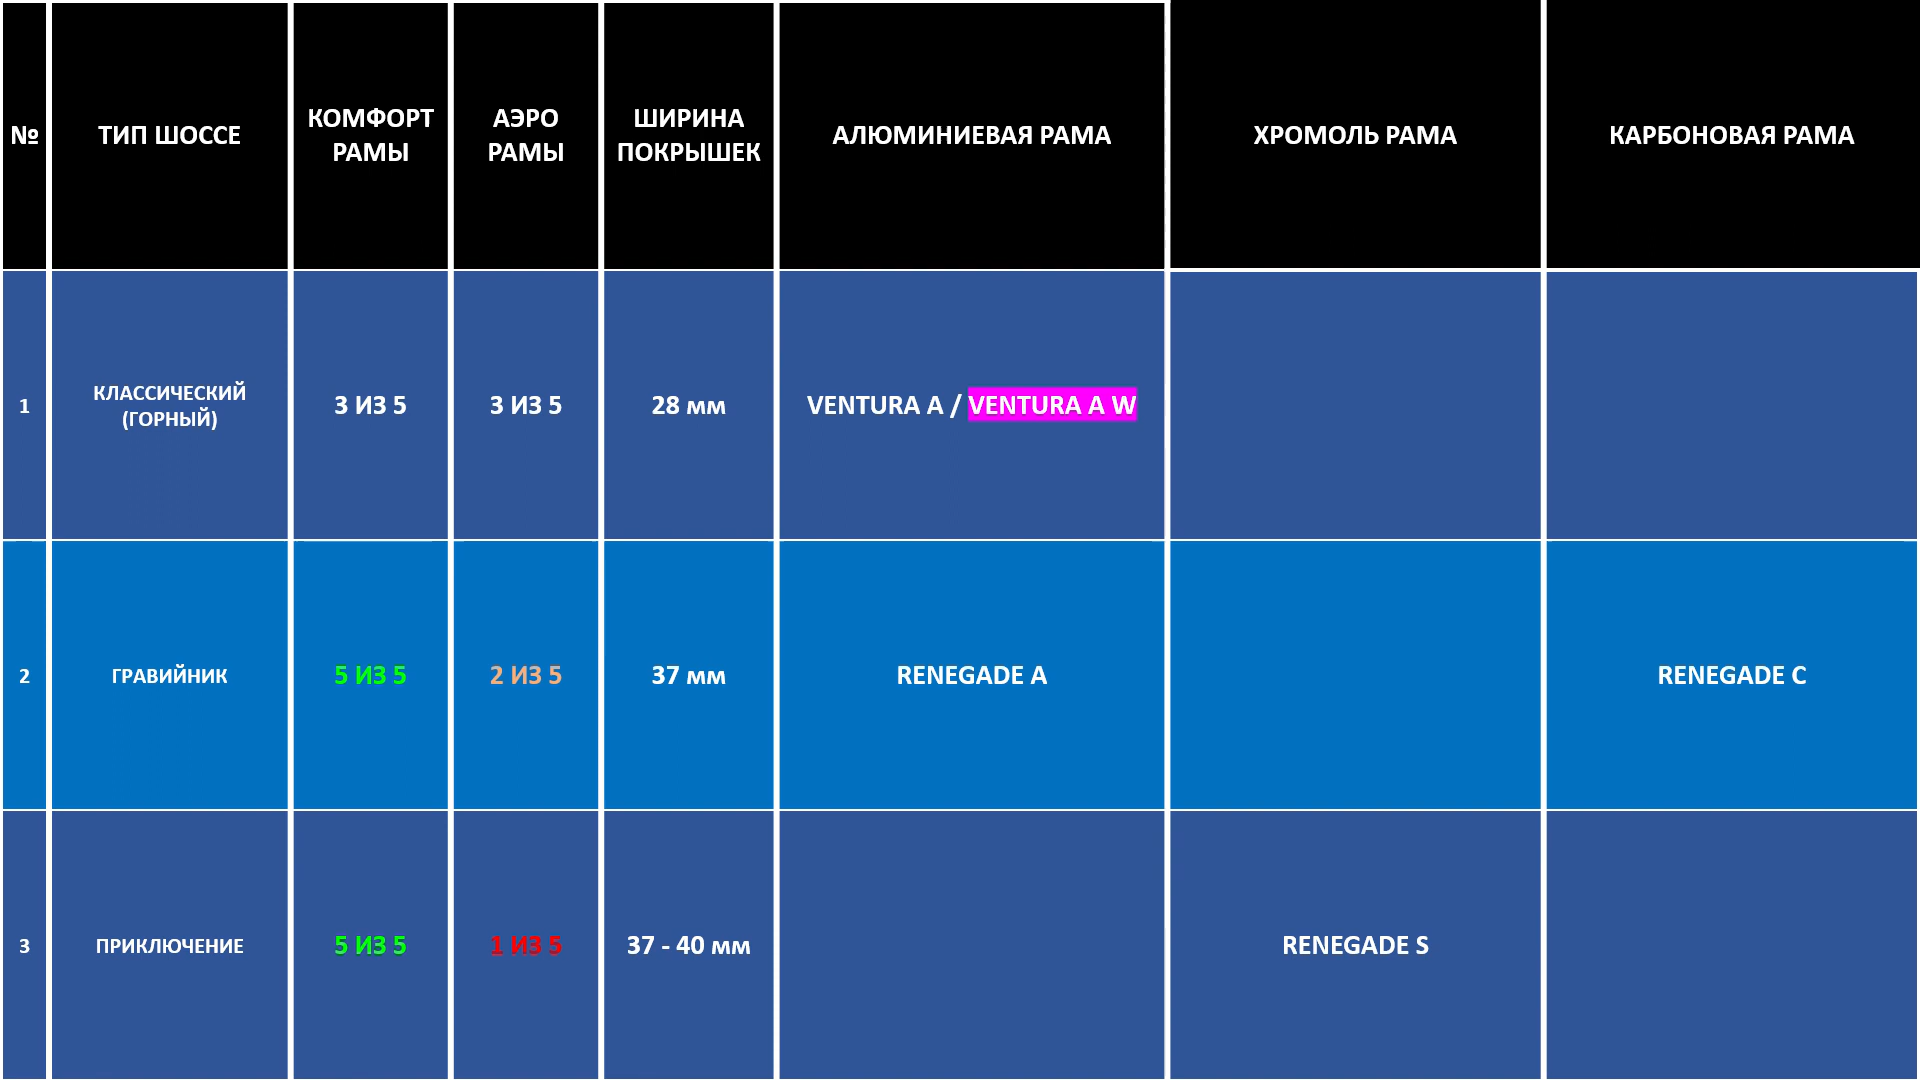 №
ТИП ШОССЕ
КОМФОРТ
РАМЫ
АЭРО
РАМЫ
ШИРИНА
ПОКРЫШЕК
АЛЮМИНИЕВАЯ РАМА
ХРОМОЛЬ РАМА
КАРБОНОВАЯ РАМА
1
КЛАССИЧЕСКИЙ
(ГОРНЫЙ)
3 ИЗ 5
3 ИЗ 5
28 мм
VENTURA A / VENTURA A W
2
ГРАВИЙНИК
5 ИЗ 5
2 ИЗ 5
37 мм
RENEGADE A
RENEGADE C
3
ПРИКЛЮЧЕНИЕ
5 ИЗ 5
1 ИЗ 5
37 - 40 мм
RENEGADE S